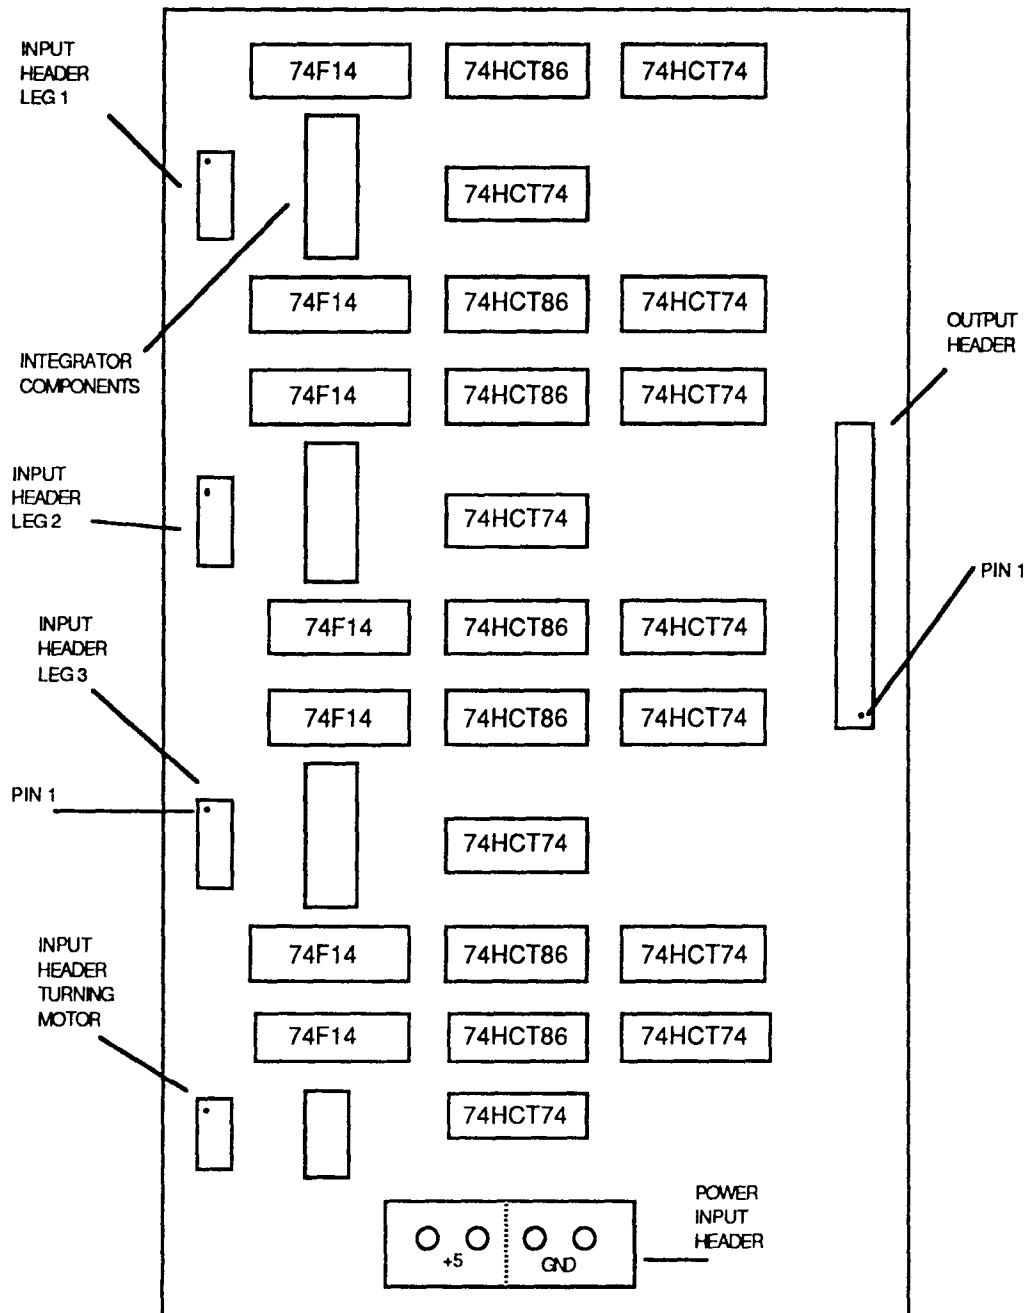 INPUT
HEADER
LEG 1
74F14 74HCT86 74HCT74
74HCT74
74F14 74HCT86 74HCT74
INTEGRATOR
COMPONENTS
OUTPUT
HEADER
74F14 74HCT86 74HCT74
INPUT
HEADER
LEG 2
74HCT74
PIN 1
INPUT
HEADER
LEG 3
74F14 74HCT86 74HCT74
74F14 74HCT86 74HCT74
PIN 1
74HCT74
INPUT
HEADER
TURNING
MOTOR
74F14 74HCT86 74HCT74
74F14 74HCT86 74HCT74
74HCT74
POWER
INPUT
HEADER
+5 GND